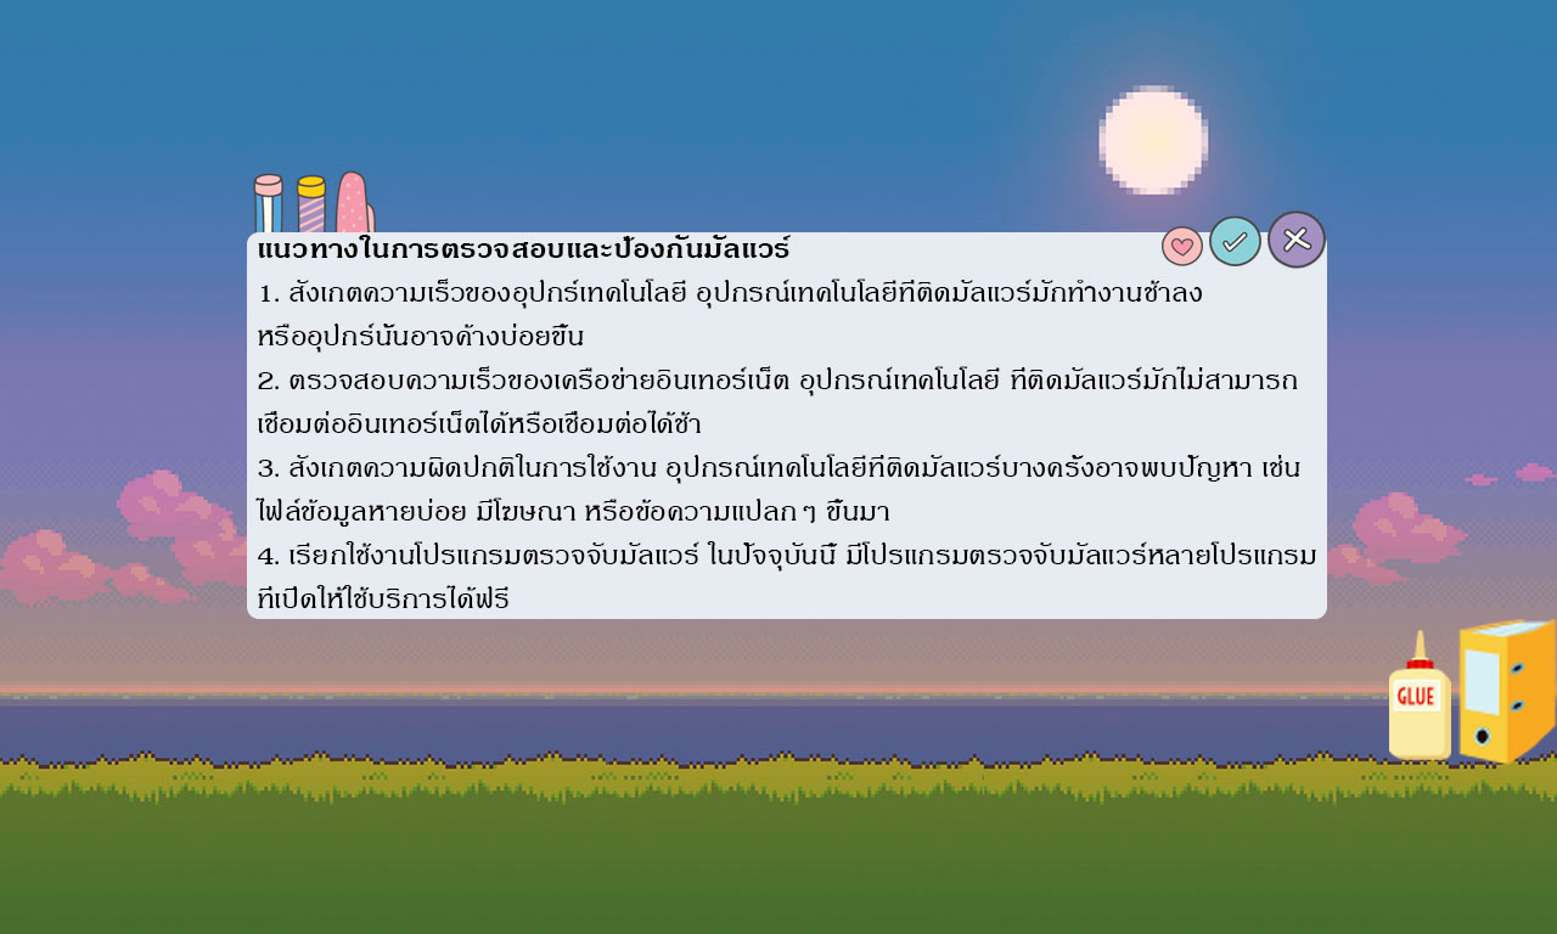 แนวทางในการตรวจสอบและป้องกันมัลแวร์
1. สังเกตความเร็วของอุปกร์เทคโนโลยี อุปกรณ์เทคโนโลยีที่ติดมัลแวร์มักทำงานช้าลง
หรืออุปกร์นั้นอาจค้างบ่อยขึ้น
2. ตรวจสอบความเร็วของเครือข่ายอินเทอร์เน็ต อุปกรณ์เทคโนโลยี ที่ติดมัลแวร์มักไม่สามารถ
เชื่อมต่ออินเทอร์เน็ตได้หรือเชื่อมต่อได้ช้า
3. สังเกตความผิดปกติในการใช้งาน อุปกรณ์เทคโนโลยีที่ติดมัลแวร์บางครั้งอาจพบปัญหา เช่น
ไฟล์ข้อมูลหายบ่อย มีโฆษณา หรือข้อความแปลก ๆ ขึ้นมา
4. เรียกใช้งานโปรแกรมตรวจจับมัลแวร์ ในปัจจุบันนี้ มีโปรแกรมตรวจจับมัลแวร์หลายโปรแกรม
ที่เปิดให้ใช้บริการได้ฟรี
GLUE